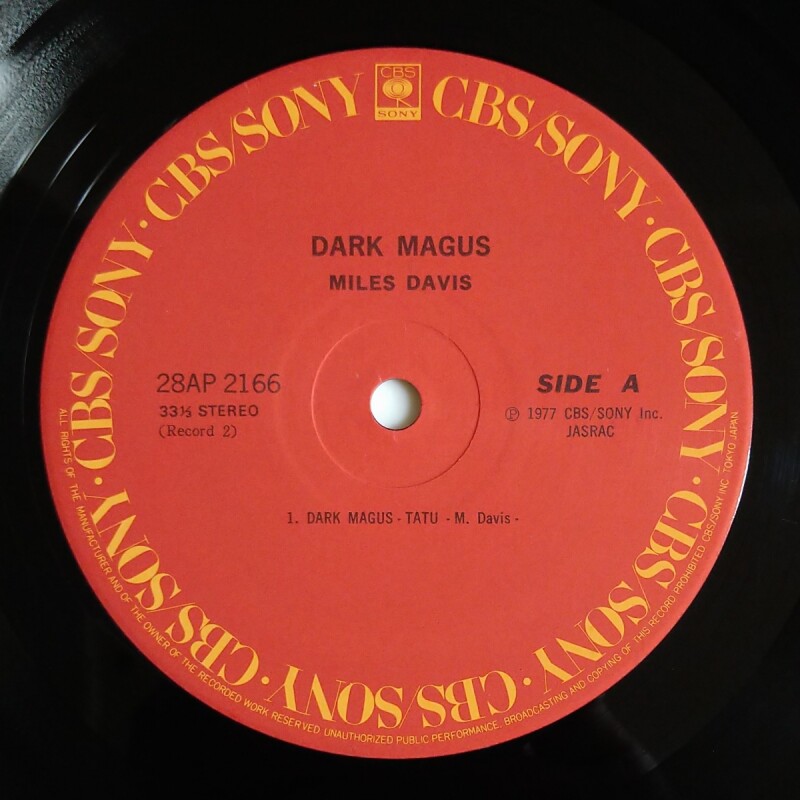 CBS
SONY
CBS/SONY · CBS/SONY · CBS/SONY · CBS/SONY · CBS/SONY · CBS/SONY · CBS/SONY · CBS/SONY
DARK MAGUS
MILES DAVIS
28AP 2166
33⅓ STEREO
(Record 2)
SIDE A
Ⓟ 1977 CBS/SONY Inc.
JASRAC
1. DARK MAGUS - TATU - M. Davis -
ALL RIGHTS OF THE MANUFACTURER AND OF THE OWNER OF THE RECORDED WORK RESERVED. UNAUTHORIZED PUBLIC PERFORMANCE, BROADCASTING AND COPYING OF THIS RECORD PROHIBITED. CBS/SONY INC. TOKYO JAPAN